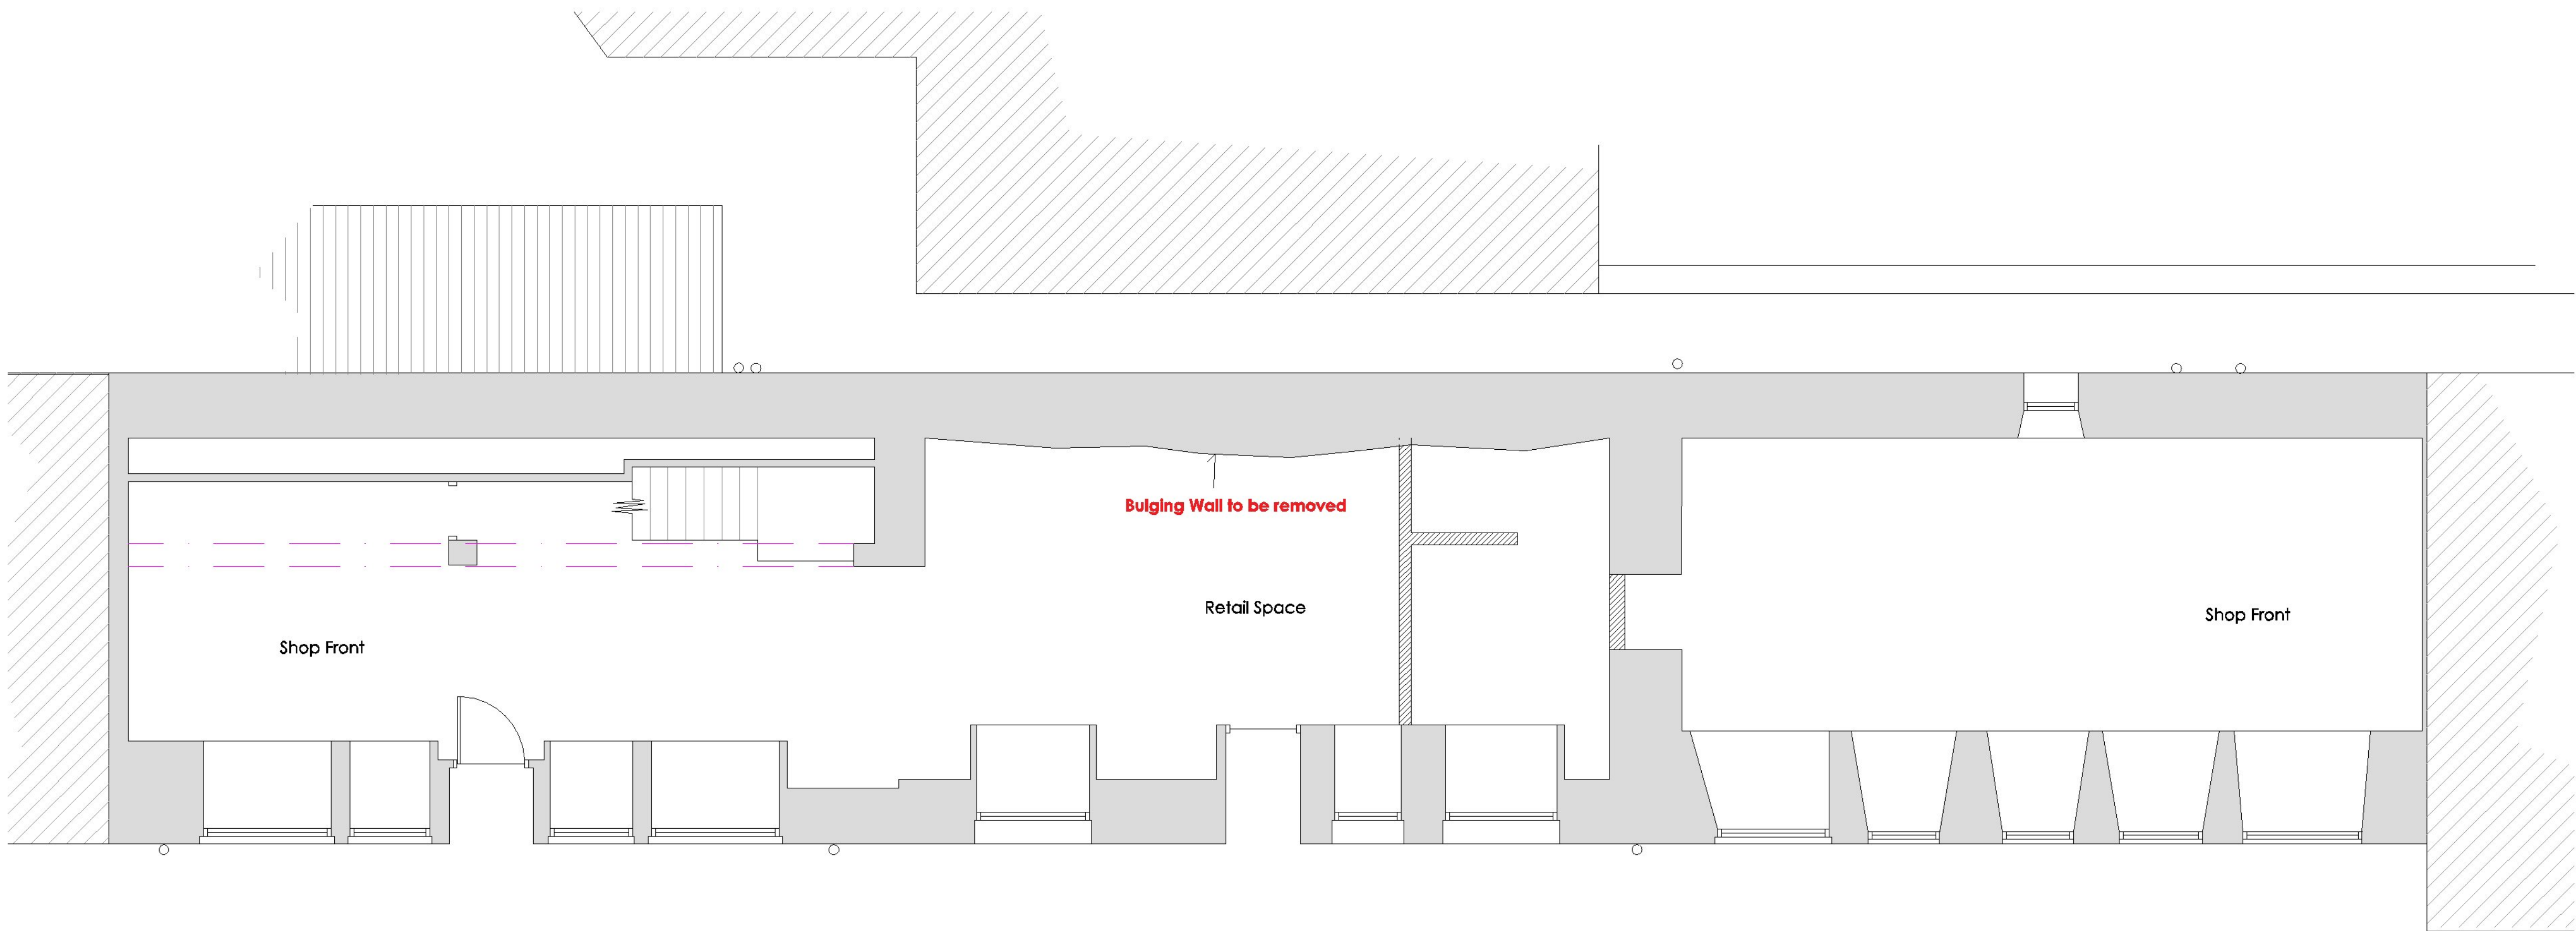 Bulging Wall to be removed
Retail Space
Shop Front
Shop Front